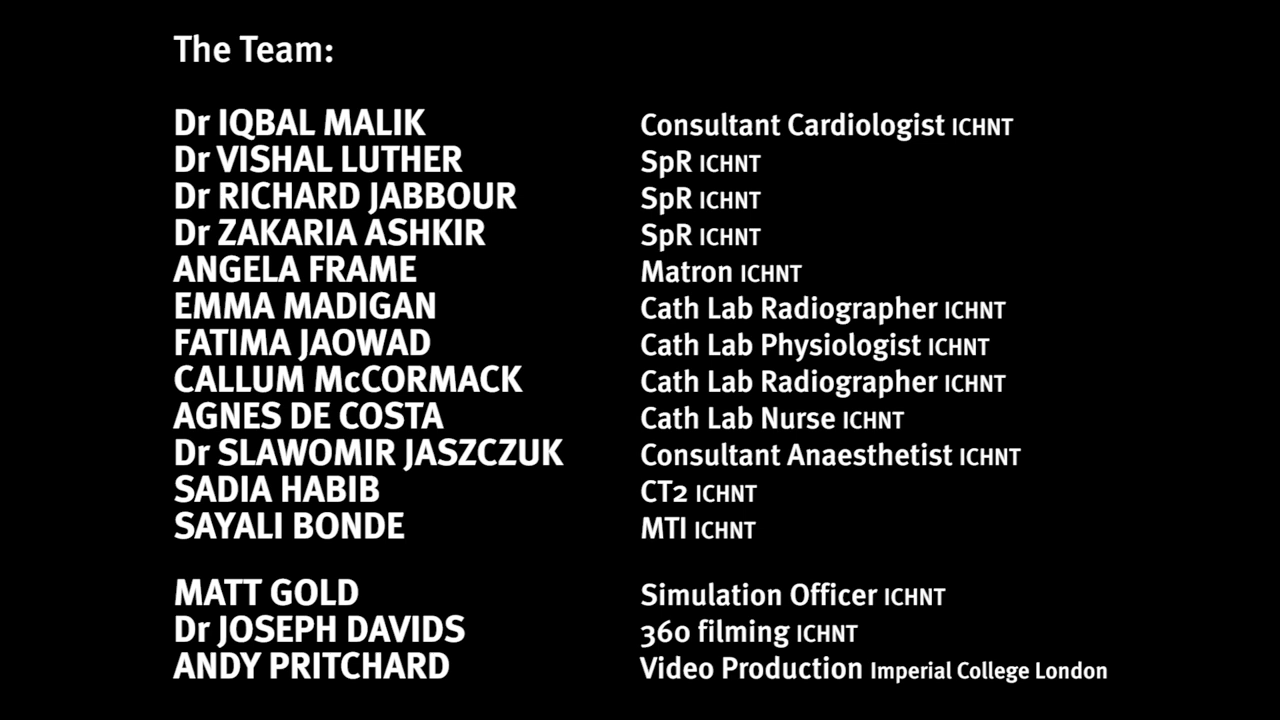 The Team:
Dr IQBAL MALIK Consultant Cardiologist ICHNT
Dr VISHAL LUTHER SpR ICHNT
Dr RICHARD JABBOUR SpR ICHNT
Dr ZAKARIA ASHKIR SpR ICHNT
ANGELA FRAME Matron ICHNT
EMMA MADIGAN Cath Lab Radiographer ICHNT
FATIMA JAOWAD Cath Lab Physiologist ICHNT
CALLUM McCORMACK Cath Lab Radiographer ICHNT
AGNES DE COSTA Cath Lab Nurse ICHNT
Dr SLAWOMIR JASZCZUK Consultant Anaesthetist ICHNT
SADIA HABIB CT2 ICHNT
SAYALI BONDE MTI ICHNT
MATT GOLD Simulation Officer ICHNT
Dr JOSEPH DAVIDS 360 filming ICHNT
ANDY PRITCHARD Video Production Imperial College London